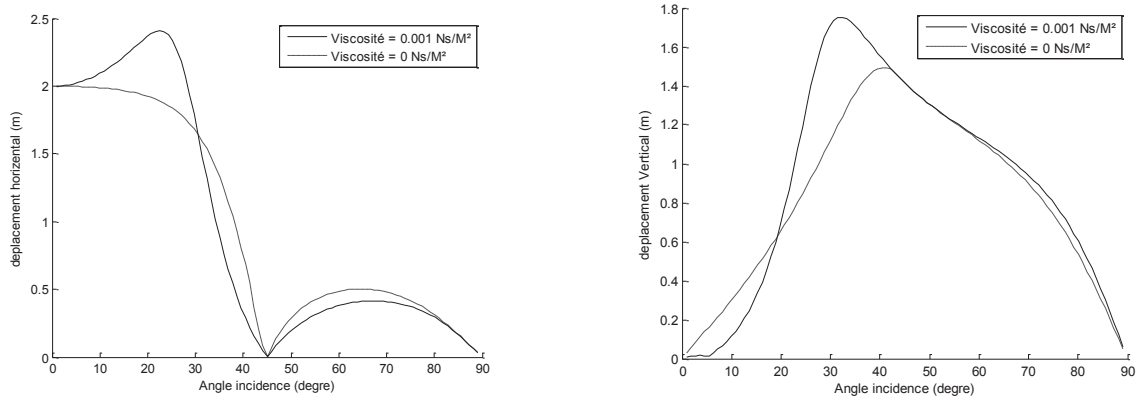 2.5
2
1.5
1
0.5
0
0 10 20 30 40 50 60 70 80 90
deplacement horizental (m)
Angle incidence (degre)
Viscosité = 0.001 Ns/M²
Viscosité = 0 Ns/M²
1.8
1.6
1.4
1.2
1
0.8
0.6
0.4
0.2
0
0 10 20 30 40 50 60 70 80 90
deplacement Vertical (m)
Angle incidence (degre)
Viscosité = 0.001 Ns/M²
Viscosité = 0 Ns/M²